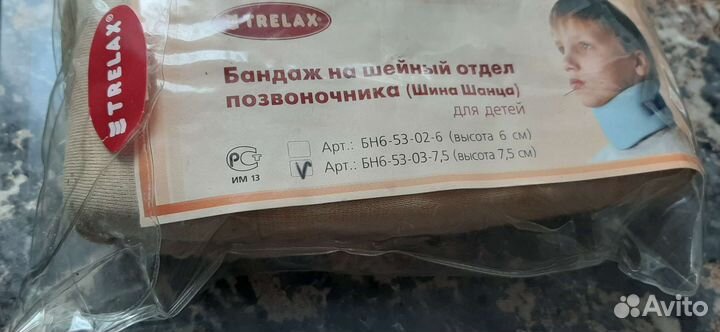 TRELAX®
TRELAX®
Бандаж на шейный отдел
позвоночника (Шина Шанца)
для детей
Арт.: БН6-53-02-6 (высота 6 см)
V Арт.: БН6-53-03-7,5 (высота 7,5 см)
РСТ
ИМ 13
Avito